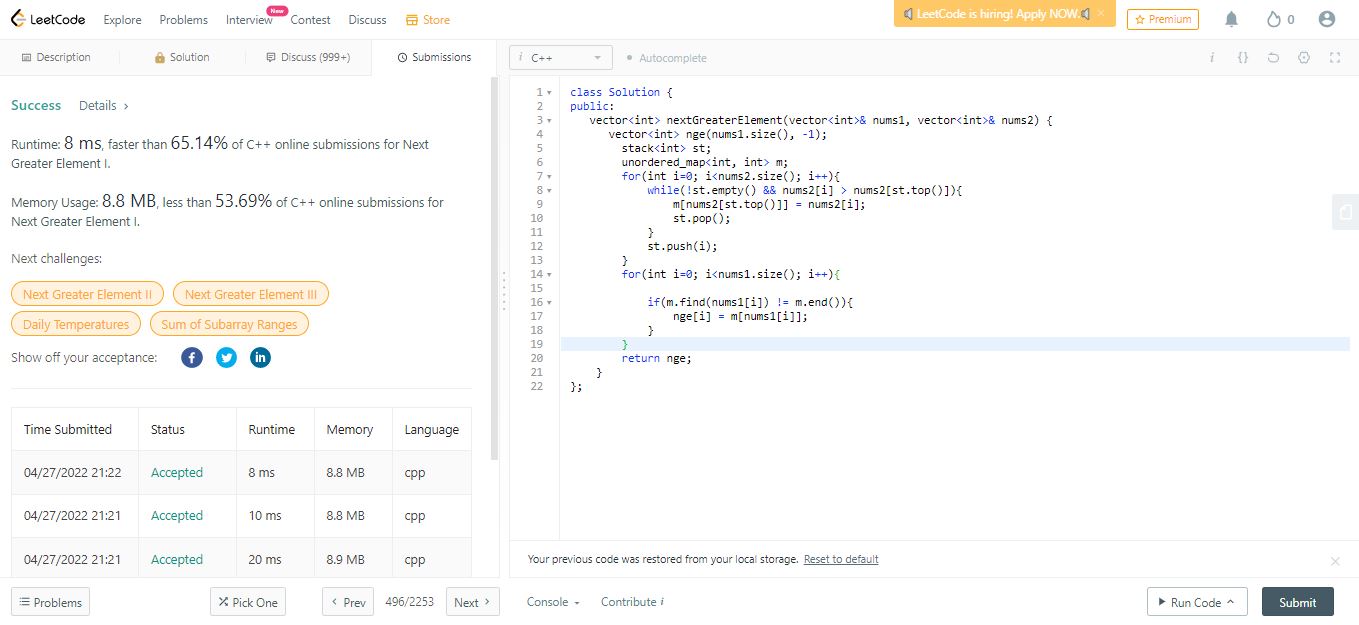 LeetCode Explore Problems Interview New Contest Discuss Store LeetCode is hiring! Apply NOW. × Premium 0
Description Solution Discuss (999+) Submissions
i C++ Autocomplete i {}
Success Details ›
Runtime: 8 ms, faster than 65.14% of C++ online submissions for Next
Greater Element I.
Memory Usage: 8.8 MB, less than 53.69% of C++ online submissions for
Next Greater Element I.
Next challenges:
Next Greater Element II Next Greater Element III
Daily Temperatures Sum of Subarray Ranges
Show off your acceptance:
Time Submitted Status Runtime Memory Language
04/27/2022 21:22 Accepted 8 ms 8.8 MB cpp
04/27/2022 21:21 Accepted 10 ms 8.8 MB cpp
04/27/2022 21:21 Accepted 20 ms 8.9 MB cpp
1 class Solution {
2 public:
3 vector<int> nextGreaterElement(vector<int>& nums1, vector<int>& nums2) {
4 vector<int> nge(nums1.size(), -1);
5 stack<int> st;
6 unordered_map<int, int> m;
7 for(int i=0; i<nums2.size(); i++){
8 while(!st.empty() && nums2[i] > nums2[st.top()]){
9 m[nums2[st.top()]] = nums2[i];
10 st.pop();
11 }
12 st.push(i);
13 }
14 for(int i=0; i<nums1.size(); i++){
15
16 if(m.find(nums1[i]) != m.end()){
17 nge[i] = m[nums1[i]];
18 }
19 }
20 return nge;
21 }
22 };
Your previous code was restored from your local storage. Reset to default ×
Problems Pick One ‹ Prev 496/2253 Next › Console Contribute i Run Code Submit